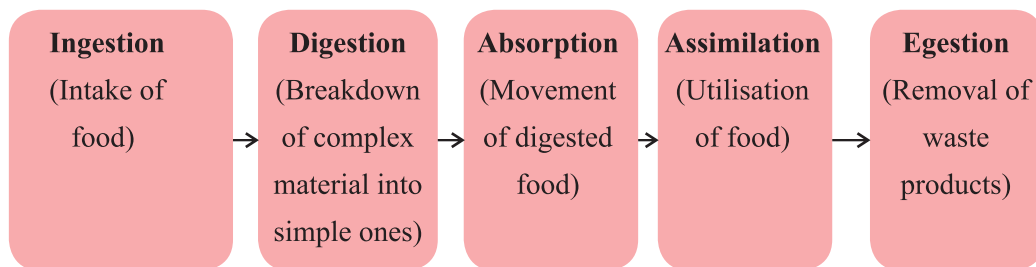 Ingestion
(Intake of
food)
Digestion
(Breakdown
of complex
material into
simple ones)
Absorption
(Movement
of digested
food)
Assimilation
(Utilisation
of food)
Egestion
(Removal of
waste
products)